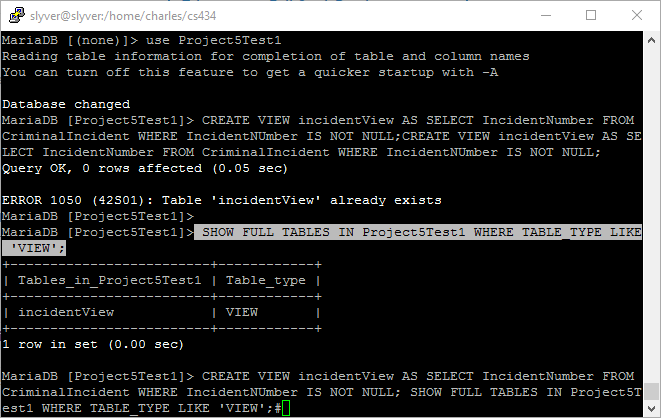 slyver@slyver:/home/charles/cs434
MariaDB [(none)]> use Project5Test1
Reading table information for completion of table and column names
You can turn off this feature to get a quicker startup with -A
Database changed
MariaDB [Project5Test1]> CREATE VIEW incidentView AS SELECT IncidentNumber FROM
CriminalIncident WHERE IncidentNUmber IS NOT NULL;CREATE VIEW incidentView AS SE
LECT IncidentNumber FROM CriminalIncident WHERE IncidentNUmber IS NOT NULL;
Query OK, 0 rows affected (0.05 sec)
ERROR 1050 (42S01): Table 'incidentView' already exists
MariaDB [Project5Test1]>
MariaDB [Project5Test1]> SHOW FULL TABLES IN Project5Test1 WHERE TABLE_TYPE LIKE
 'VIEW';
+-------------------------+------------+
| Tables_in_Project5Test1 | Table_type |
+-------------------------+------------+
| incidentView            | VIEW       |
+-------------------------+------------+
1 row in set (0.00 sec)
MariaDB [Project5Test1]> CREATE VIEW incidentView AS SELECT IncidentNumber FROM
CriminalIncident WHERE IncidentNUmber IS NOT NULL; SHOW FULL TABLES IN Project5T
est1 WHERE TABLE_TYPE LIKE 'VIEW';#